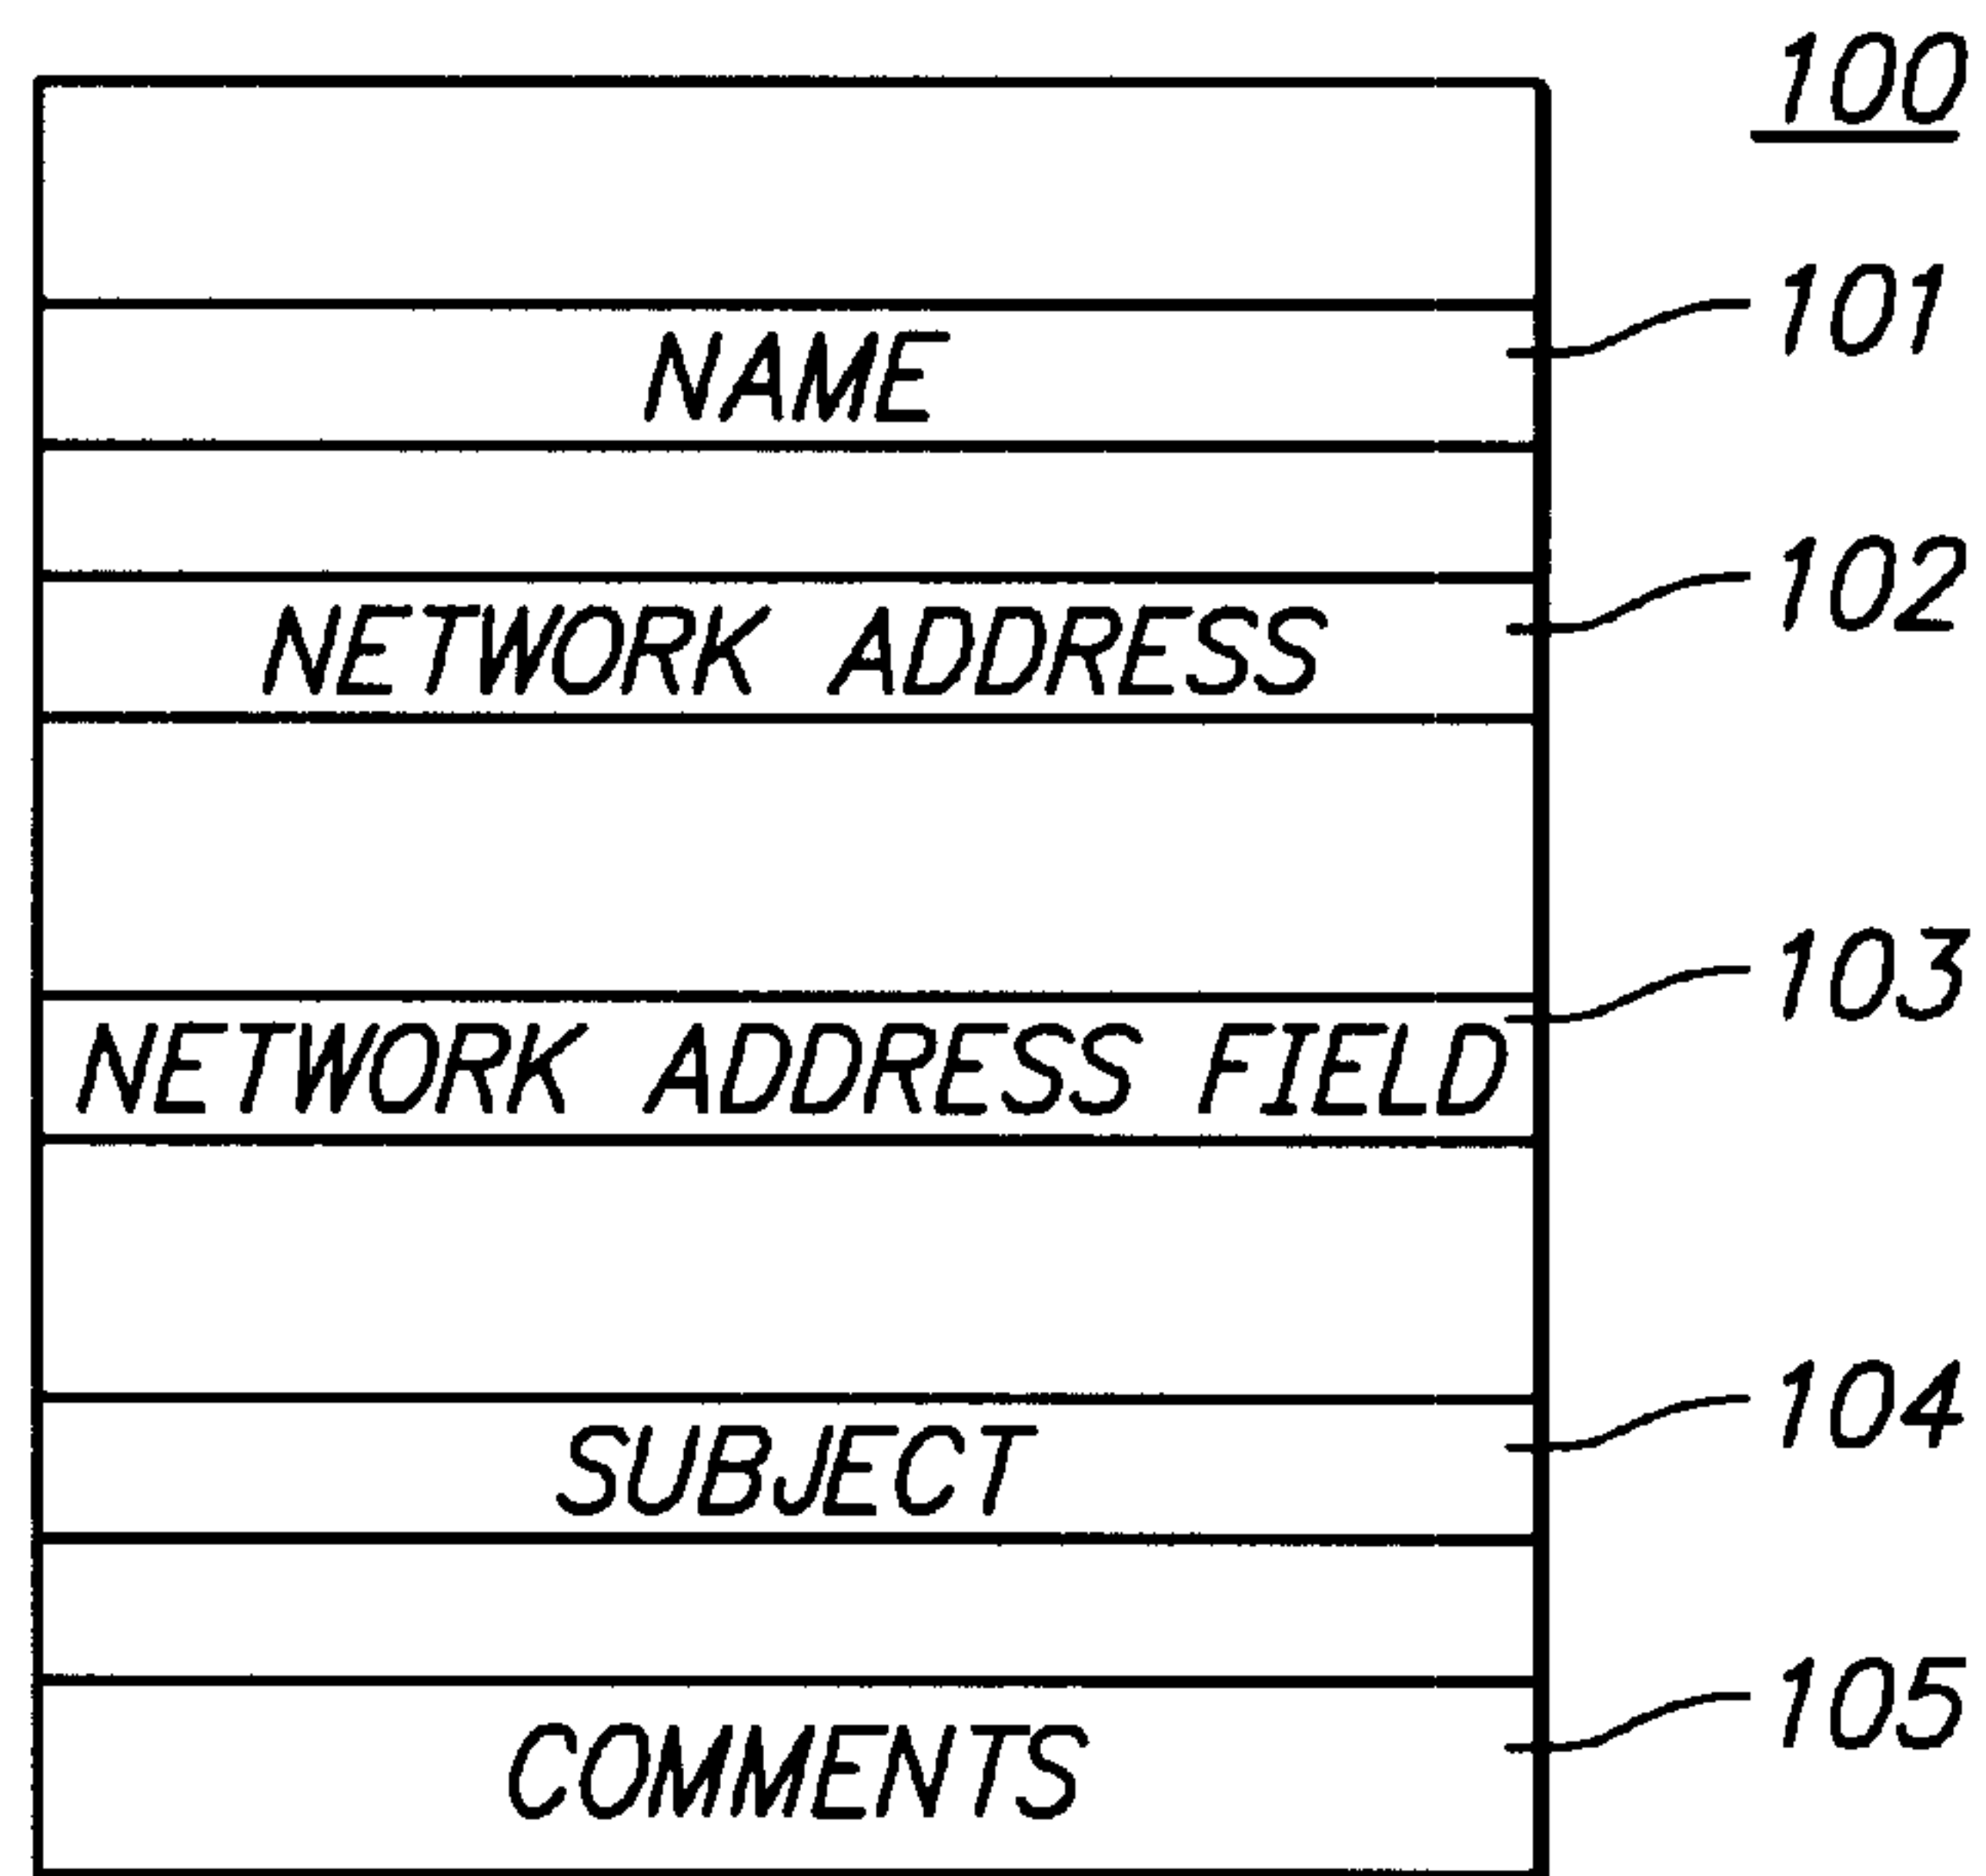 100
NAME 101
NETWORK ADDRESS 102
NETWORK ADDRESS FIELD 103
SUBJECT 104
COMMENTS 105